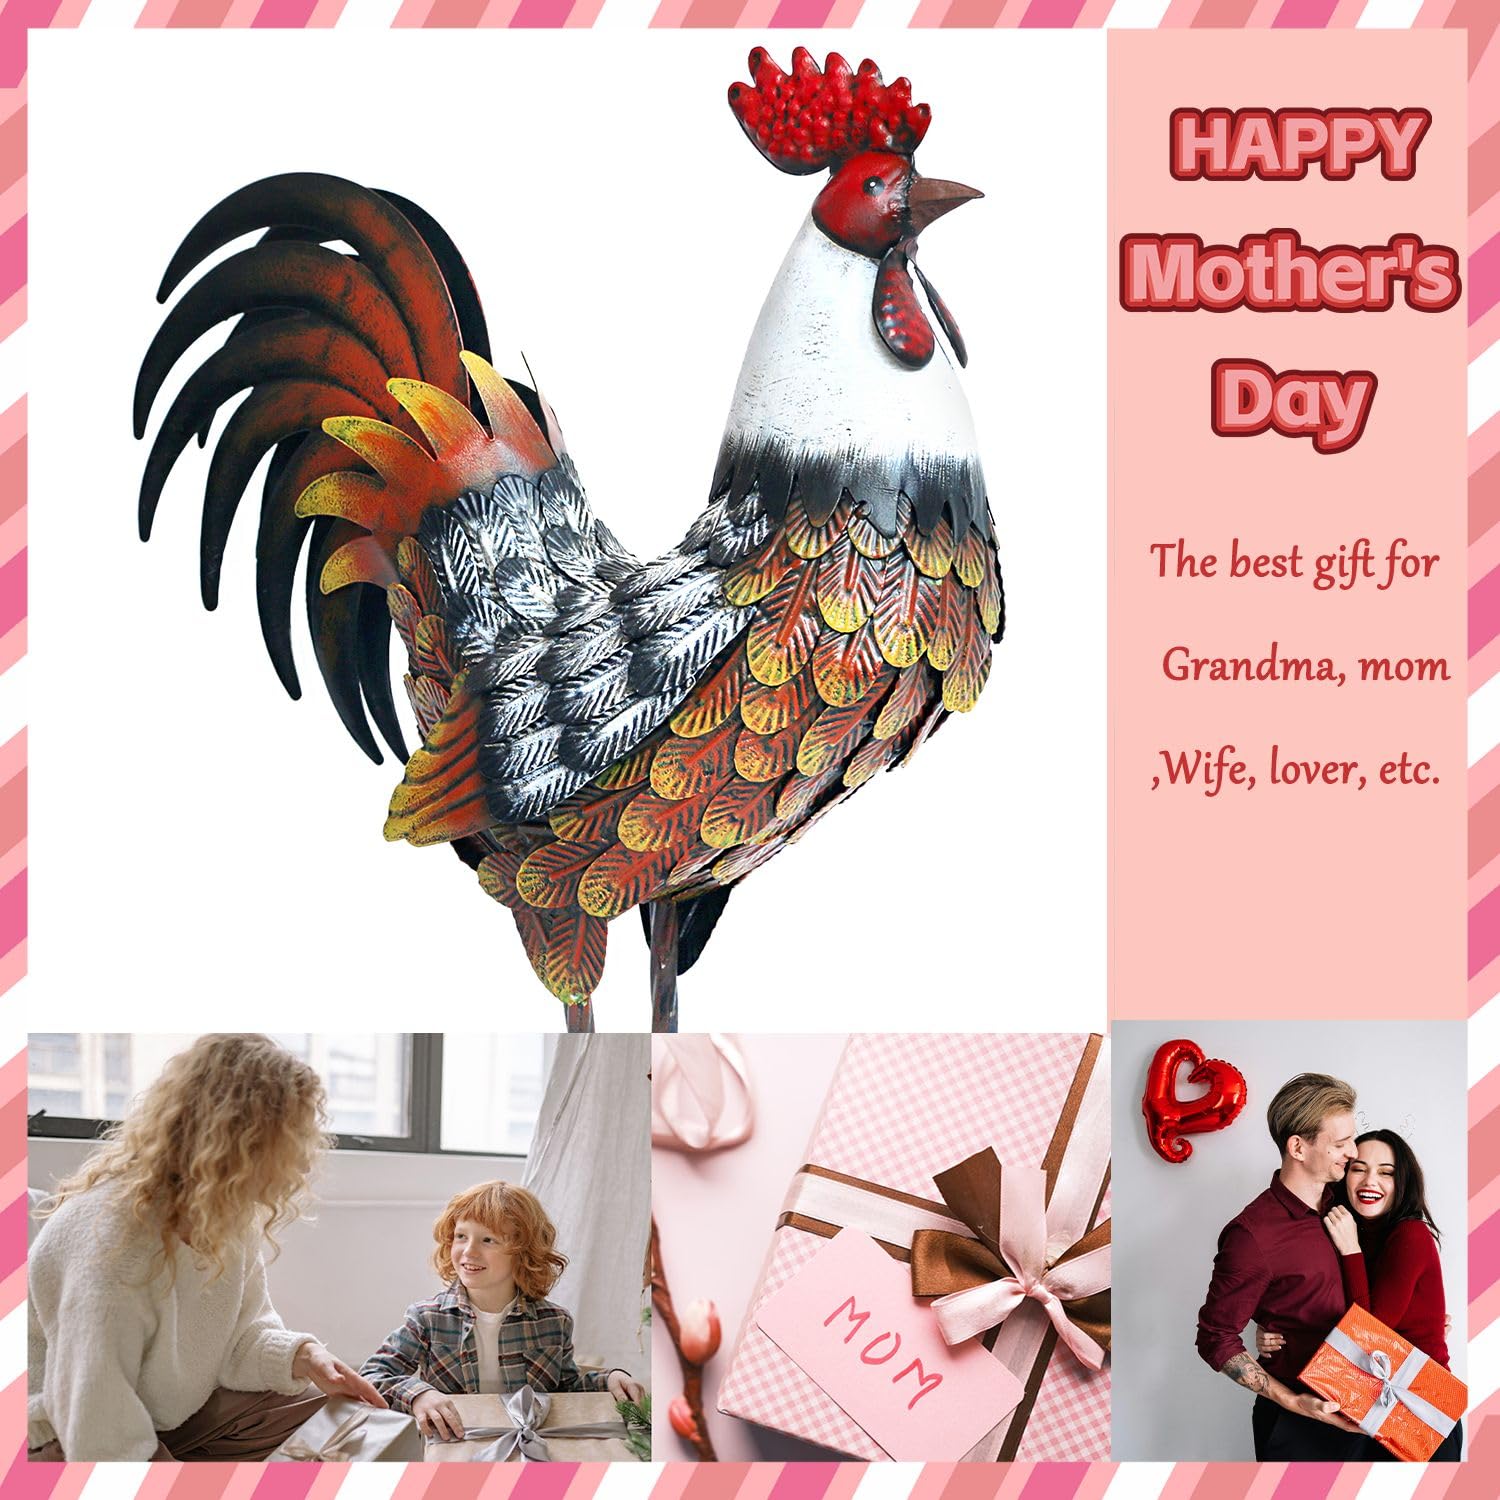 HAPPY
Mother's
Day
The best gift for
Grandma, mom
,Wife, lover, etc.
MOM